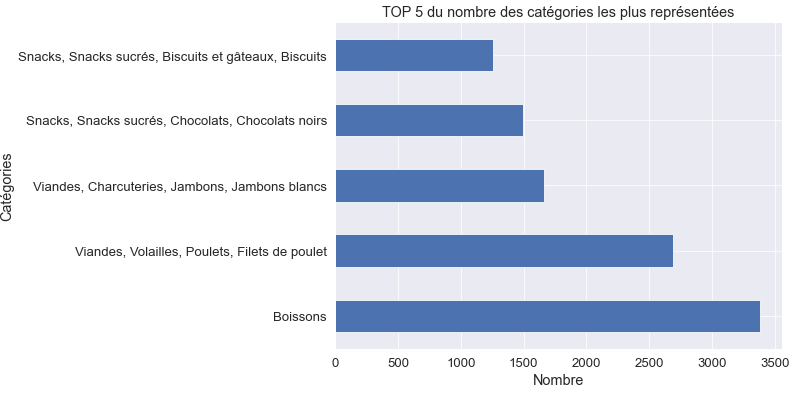 TOP 5 du nombre des catégories les plus représentées
Catégories
Snacks, Snacks sucrés, Biscuits et gâteaux, Biscuits
Snacks, Snacks sucrés, Chocolats, Chocolats noirs
Viandes, Charcuteries, Jambons, Jambons blancs
Viandes, Volailles, Poulets, Filets de poulet
Boissons
0 500 1000 1500 2000 2500 3000 3500
Nombre